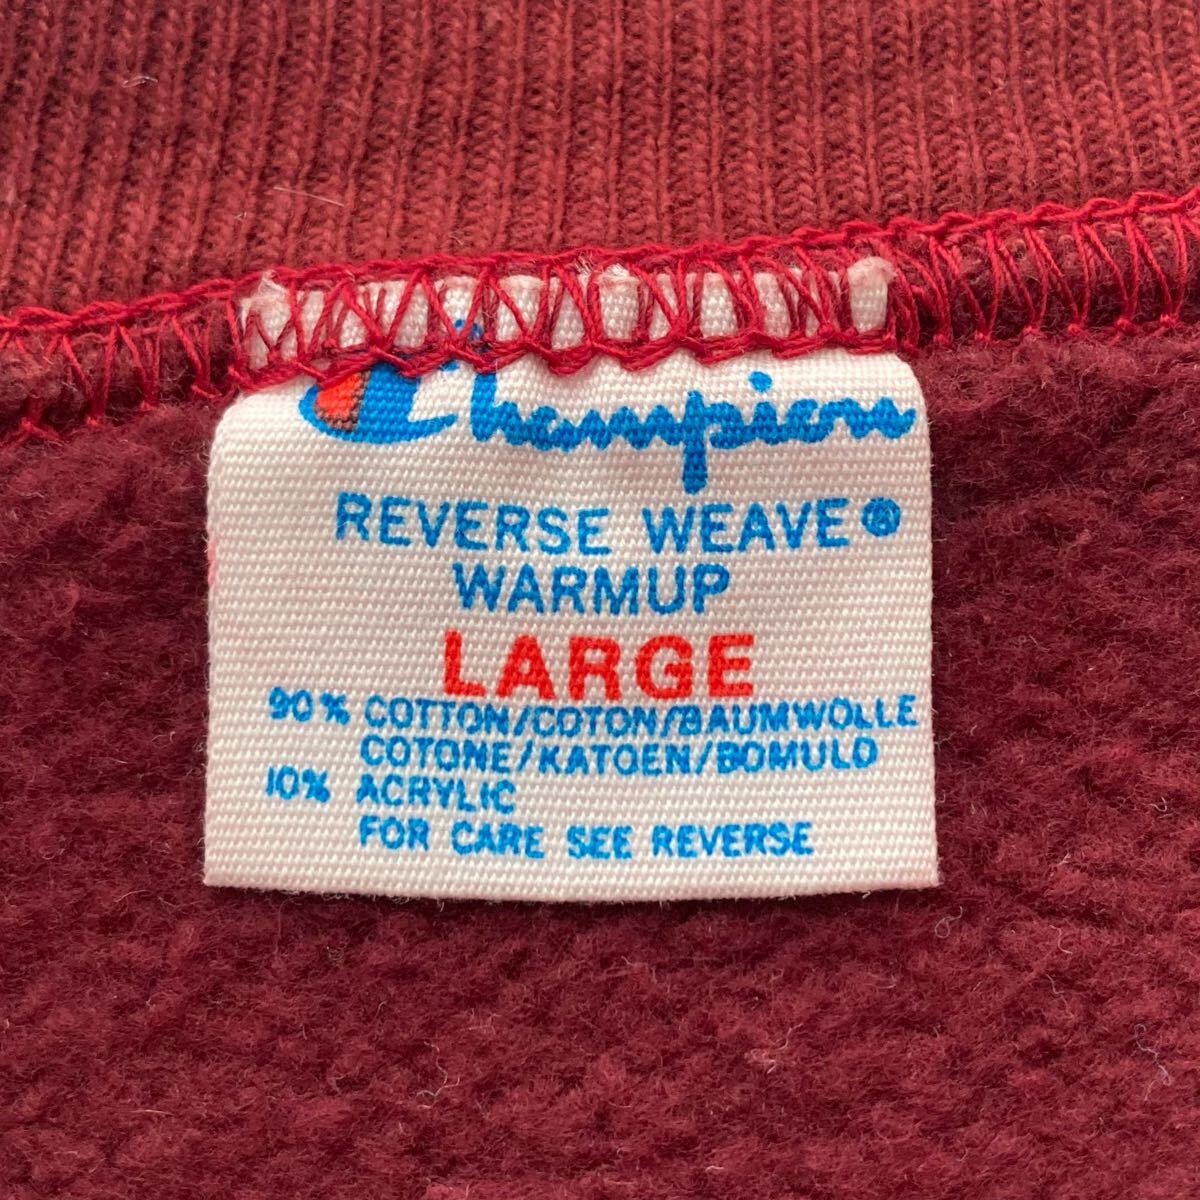 Champion
REVERSE WEAVE®
WARMUP
LARGE
90% COTTON/COTON/BAUMWOLLE
COTONE/KATOEN/BOMULD
10% ACRYLIC
FOR CARE SEE REVERSE